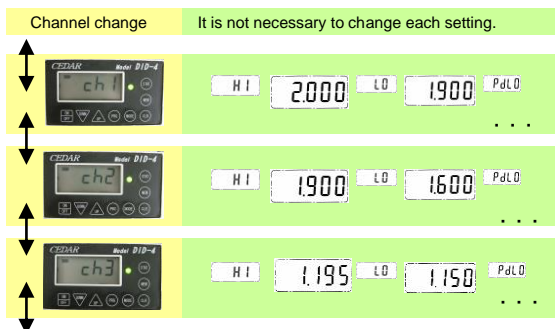 Channel change It is not necessary to change each setting.
CEDAR Model DID-4
ch1
HI 2.000 LO 1.900 PdLO
. . .
CEDAR Model DID-4
ch2
HI 1.900 LO 1.600 PdLO
. . .
CEDAR Model DID-4
ch3
HI 1.195 LO 1.150 PdLO
. . .